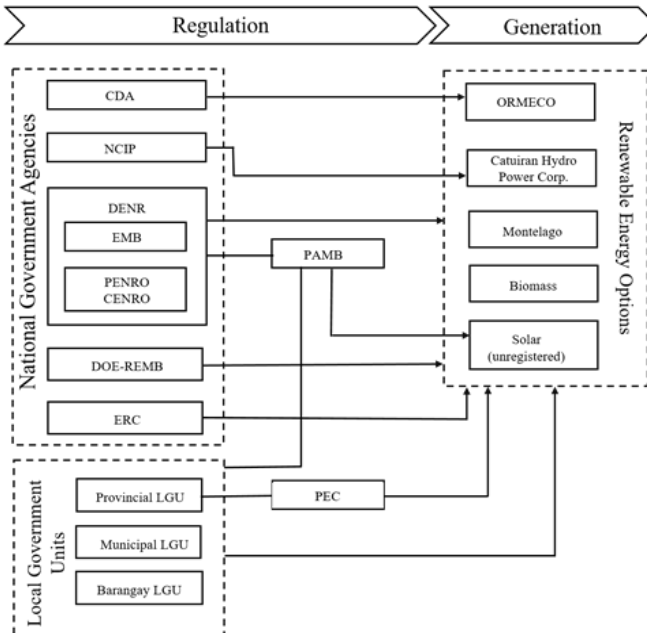 Regulation
Generation
National Government Agencies
CDA
NCIP
DENR
EMB
PENRO
CENRO
DOE-REMB
ERC
PAMB
Local Government
Units
Provincial LGU
Municipal LGU
Barangay LGU
PEC
ORMECO
Catuiran Hydro
Power Corp.
Montelago
Biomass
Solar
(unregistered)
Renewable Energy Options